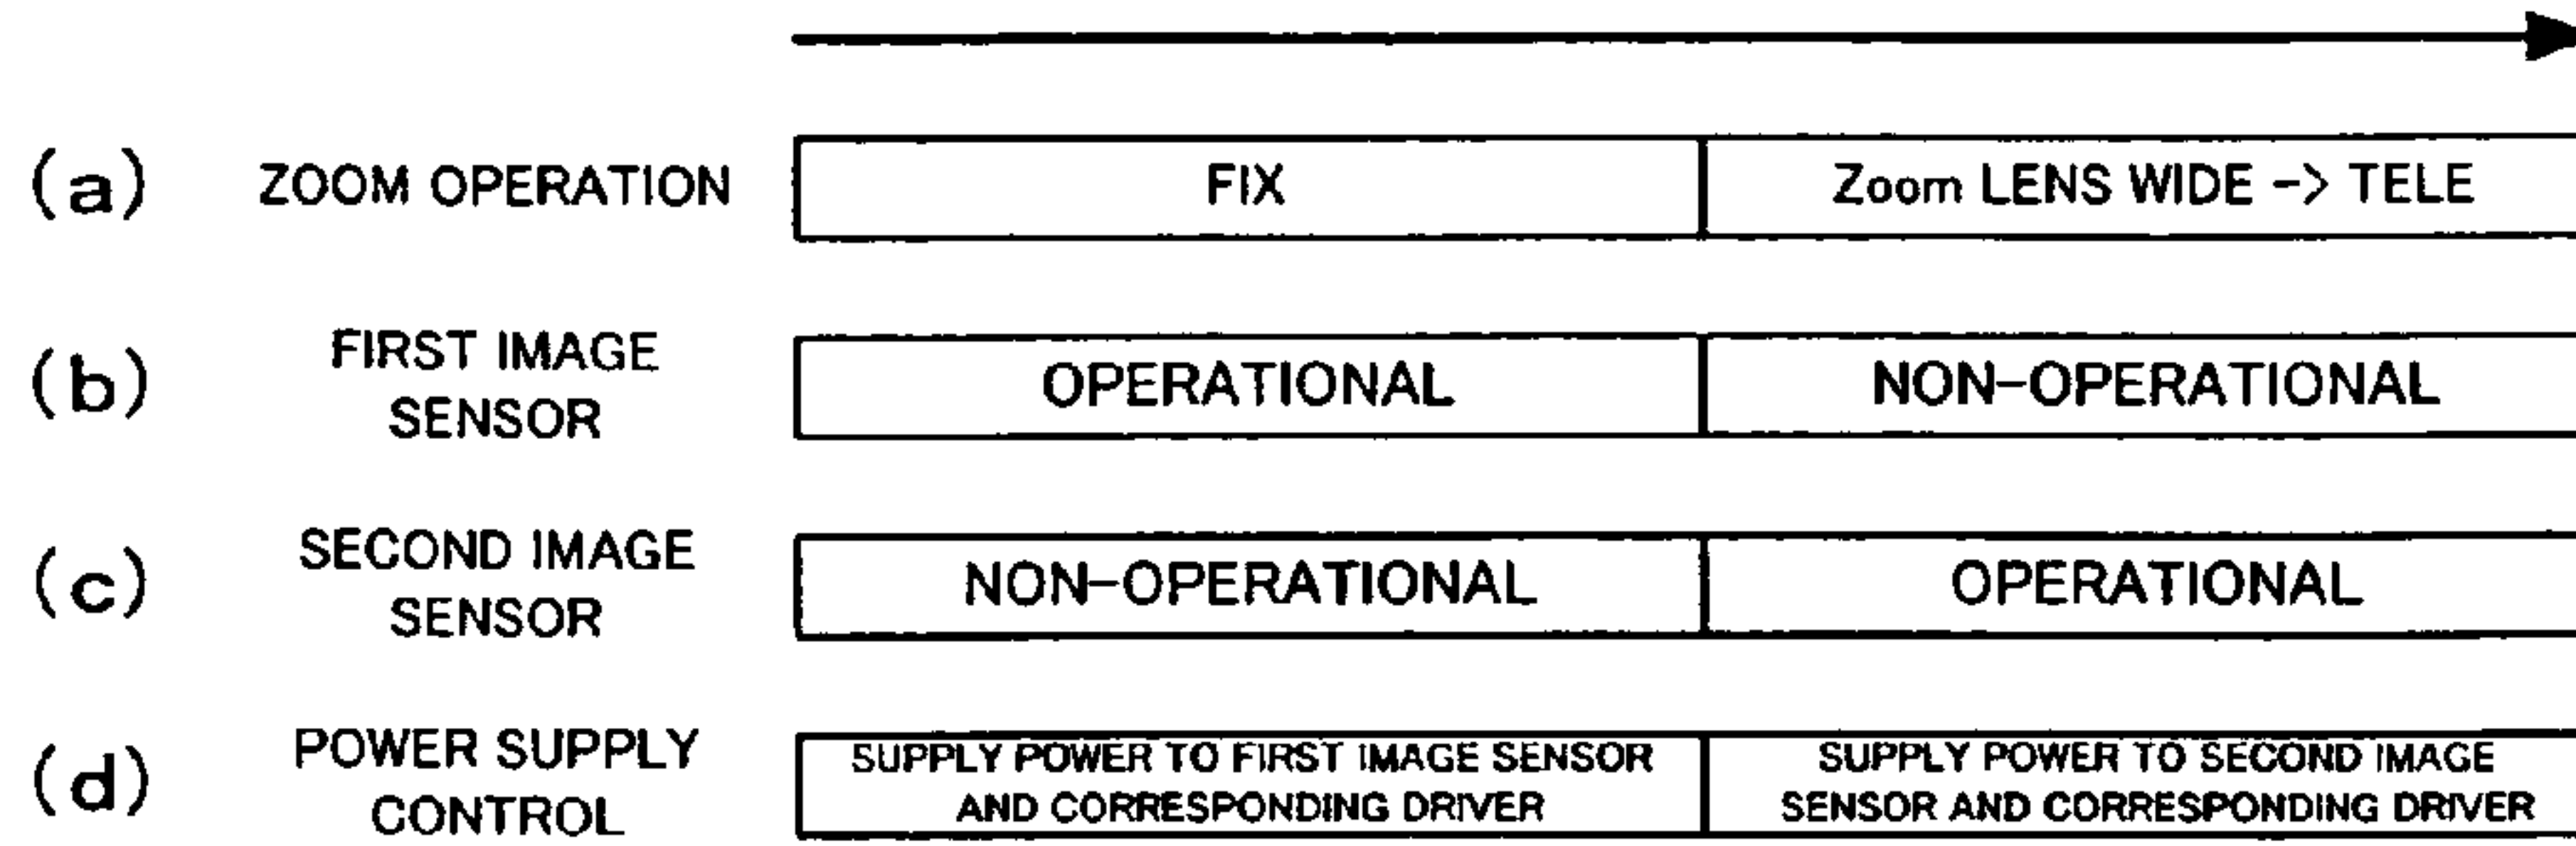 (a) ZOOM OPERATION FIX Zoom LENS WIDE -> TELE
(b) FIRST IMAGE SENSOR OPERATIONAL NON-OPERATIONAL
(c) SECOND IMAGE SENSOR NON-OPERATIONAL OPERATIONAL
(d) POWER SUPPLY CONTROL SUPPLY POWER TO FIRST IMAGE SENSOR AND CORRESPONDING DRIVER SUPPLY POWER TO SECOND IMAGE SENSOR AND CORRESPONDING DRIVER